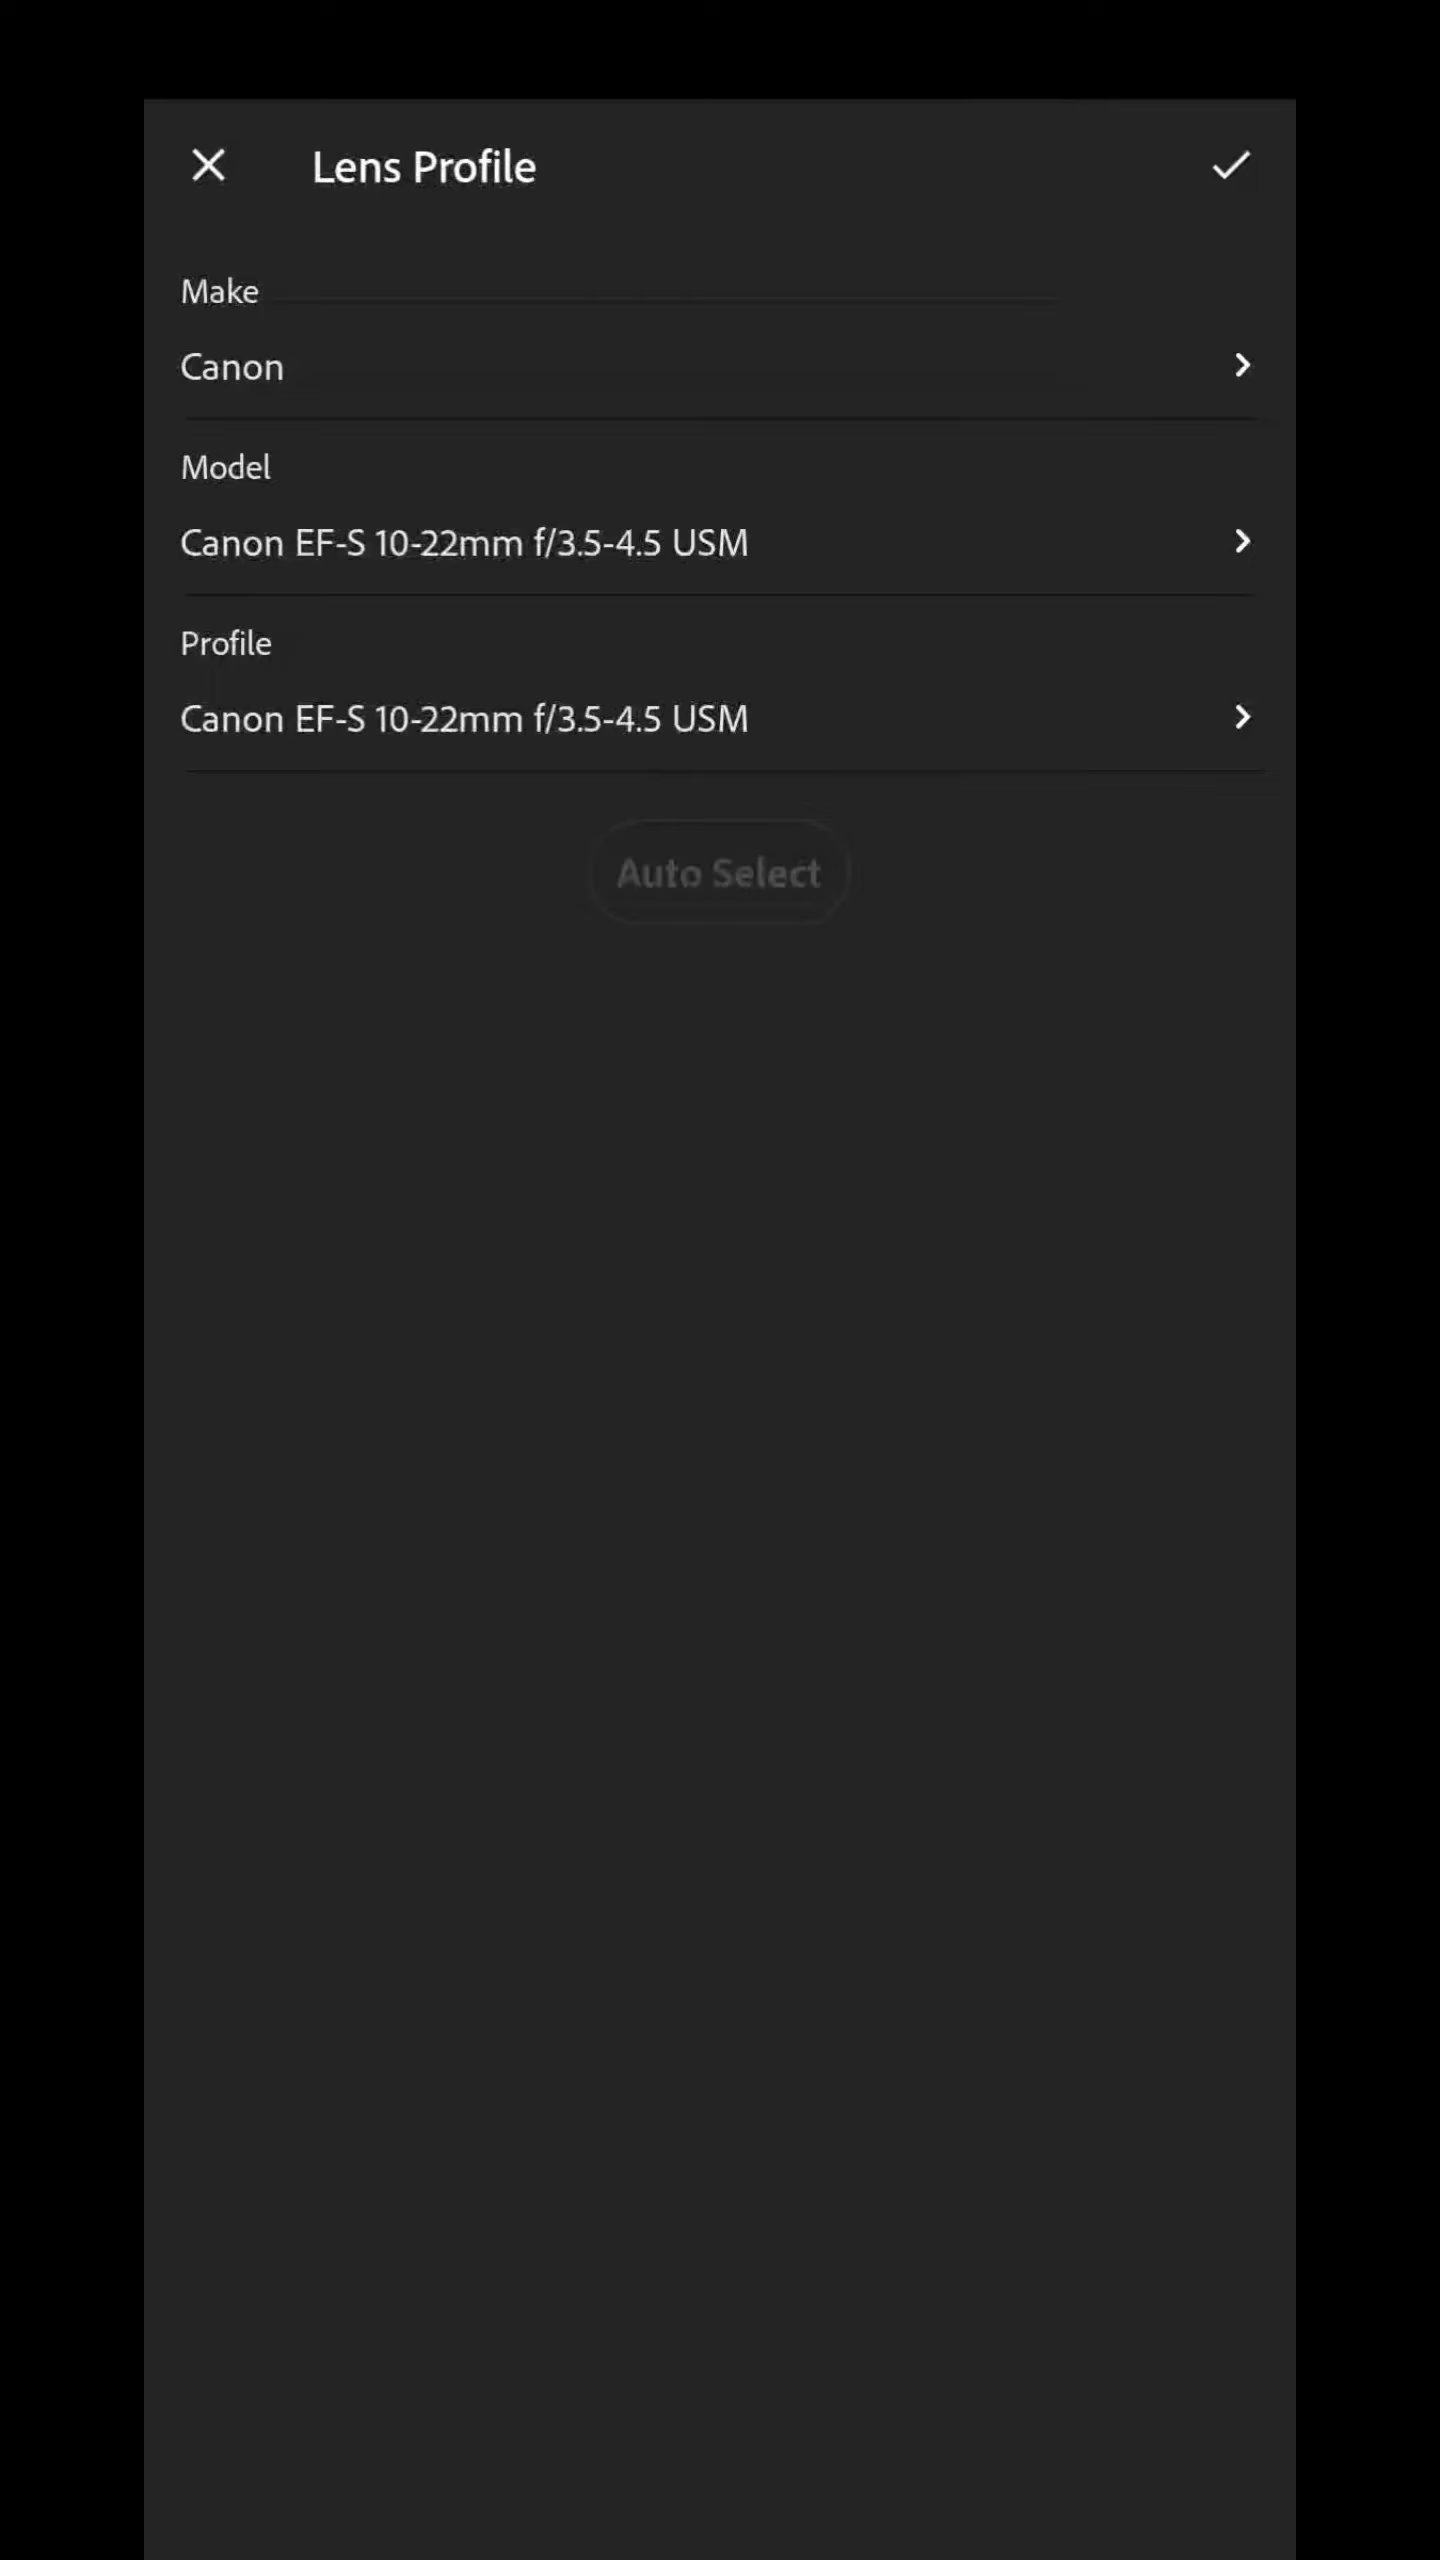 Lens Profile
Make
Canon
Model
Canon EF-S 10-22mm f/3.5-4.5 USM
Profile
Canon EF-S 10-22mm f/3.5-4.5 USM
Auto Select